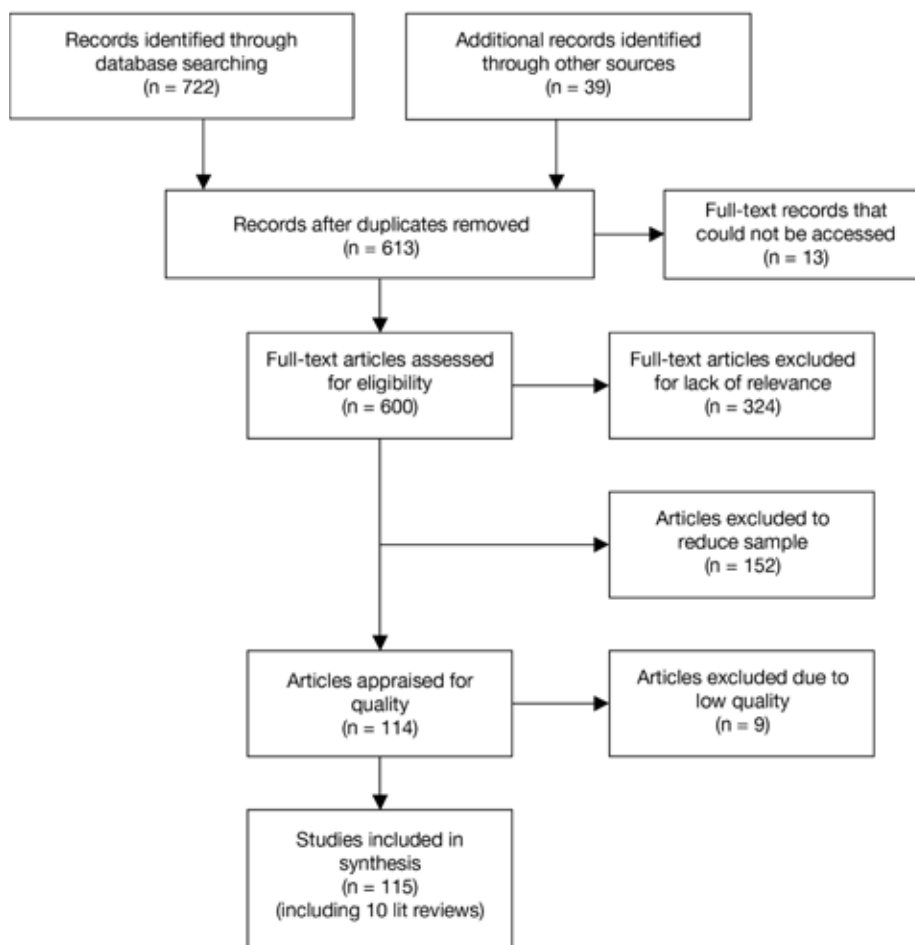 Records identified through
database searching
(n = 722)
Additional records identified
through other sources
(n = 39)
Records after duplicates removed
(n = 613)
Full-text records that
could not be accessed
(n = 13)
Full-text articles assessed
for eligibility
(n = 600)
Full-text articles excluded
for lack of relevance
(n = 324)
Articles excluded to
reduce sample
(n = 152)
Articles appraised for
quality
(n = 114)
Articles excluded due to
low quality
(n = 9)
Studies included in
synthesis
(n = 115)
(including 10 lit reviews)